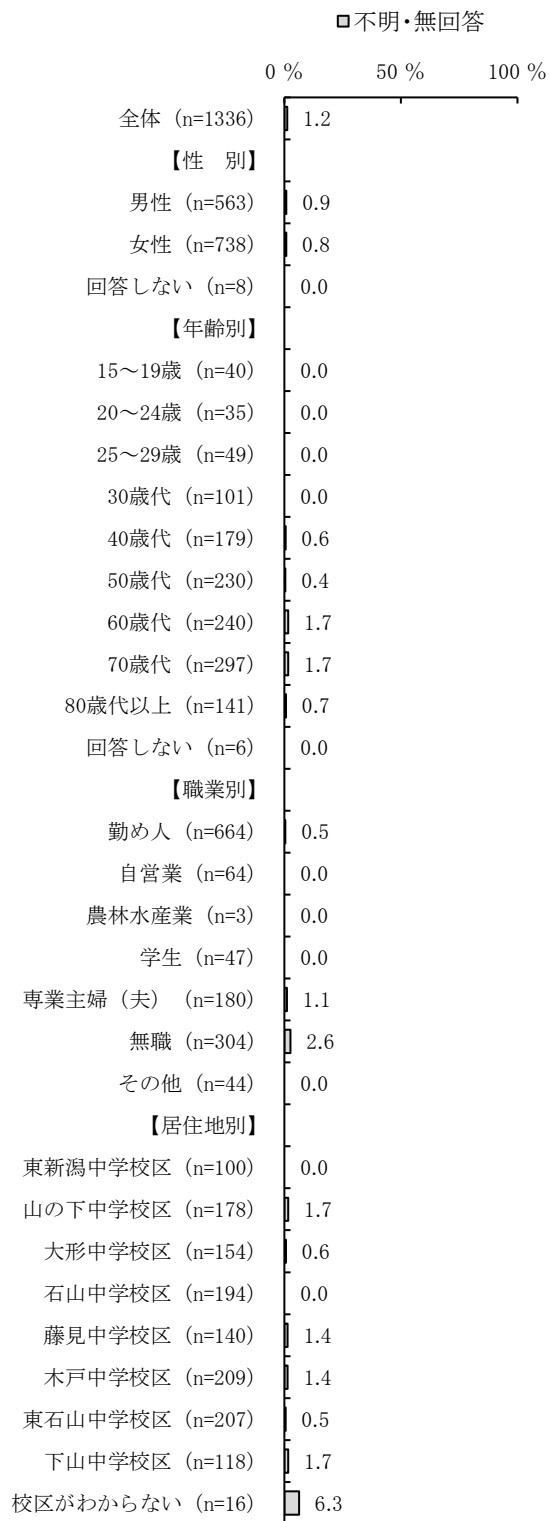 不明・無回答
0 % 50 % 100 %
全体 (n=1336) 1.2
【性　別】
男性 (n=563) 0.9
女性 (n=738) 0.8
回答しない (n=8) 0.0
【年齢別】
15～19歳 (n=40) 0.0
20～24歳 (n=35) 0.0
25～29歳 (n=49) 0.0
30歳代 (n=101) 0.0
40歳代 (n=179) 0.6
50歳代 (n=230) 0.4
60歳代 (n=240) 1.7
70歳代 (n=297) 1.7
80歳代以上 (n=141) 0.7
回答しない (n=6) 0.0
【職業別】
勤め人 (n=664) 0.5
自営業 (n=64) 0.0
農林水産業 (n=3) 0.0
学生 (n=47) 0.0
専業主婦（夫） (n=180) 1.1
無職 (n=304) 2.6
その他 (n=44) 0.0
【居住地別】
東新潟中学校区 (n=100) 0.0
山の下中学校区 (n=178) 1.7
大形中学校区 (n=154) 0.6
石山中学校区 (n=194) 0.0
藤見中学校区 (n=140) 1.4
木戸中学校区 (n=209) 1.4
東石山中学校区 (n=207) 0.5
下山中学校区 (n=118) 1.7
校区がわからない (n=16) 6.3